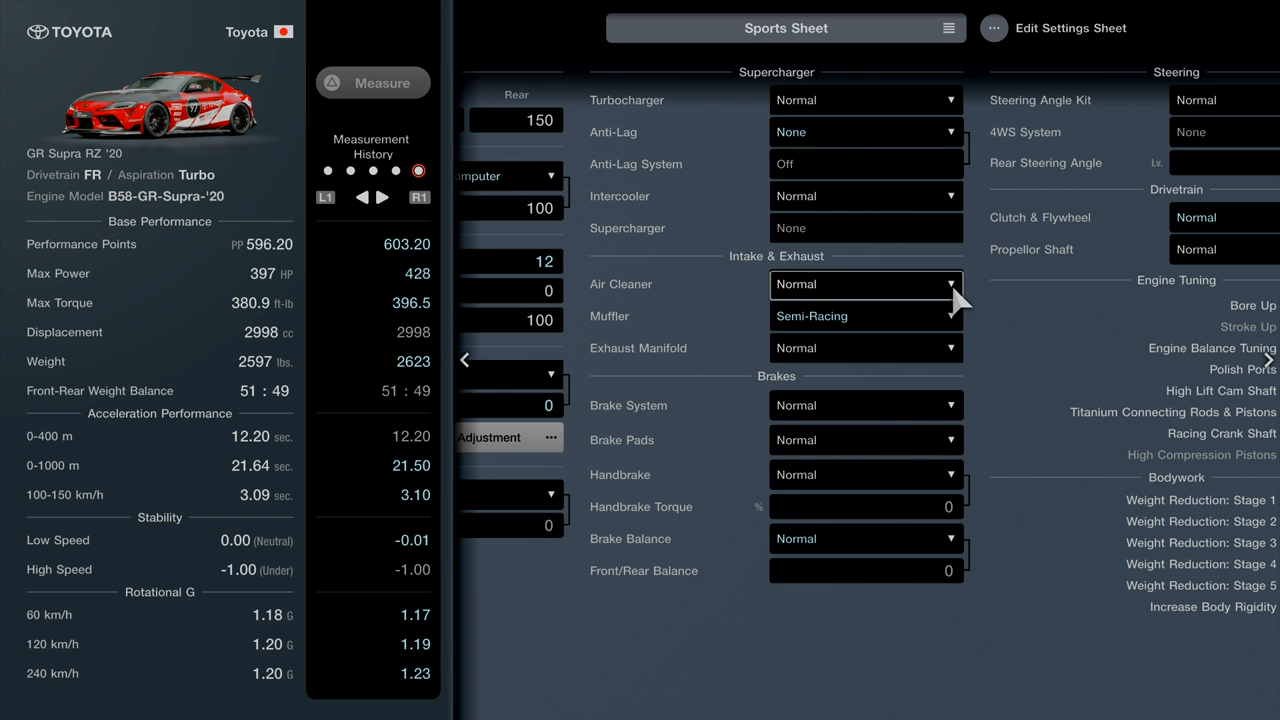 TOYOTA
Toyota
GR Supra RZ '20
Drivetrain FR / Aspiration Turbo
Engine Model B58-GR-Supra-'20
Base Performance
Performance Points PP 596.20 603.20
Max Power 397 HP 428
Max Torque 380.9 ft-lb 396.5
Displacement 2998 cc 2998
Weight 2597 lbs. 2623
Front-Rear Weight Balance 51 : 49 51 : 49
Acceleration Performance
0-400 m 12.20 sec. 12.20
0-1000 m 21.64 sec. 21.50
100-150 km/h 3.09 sec. 3.10
Stability
Low Speed 0.00 (Neutral) -0.01
High Speed -1.00 (Under) -1.00
Rotational G
60 km/h 1.18 G 1.17
120 km/h 1.20 G 1.19
240 km/h 1.20 G 1.23
Measure
Measurement
History
L1 R1
Sports Sheet
Edit Settings Sheet
Rear
150
omputer
100
12
0
100
0
Adjustment
0
Supercharger
Turbocharger Normal
Anti-Lag None
Anti-Lag System Off
Intercooler Normal
Supercharger None
Intake & Exhaust
Air Cleaner Normal
Muffler Semi-Racing
Exhaust Manifold Normal
Brakes
Brake System Normal
Brake Pads Normal
Handbrake Normal
Handbrake Torque % 0
Brake Balance Normal
Front/Rear Balance 0
Steering
Steering Angle Kit Normal
4WS System None
Rear Steering Angle Lv.
Drivetrain
Clutch & Flywheel Normal
Propellor Shaft Normal
Engine Tuning
Bore Up
Stroke Up
Engine Balance Tuning
Polish Ports
High Lift Cam Shaft
Titanium Connecting Rods & Pistons
Racing Crank Shaft
High Compression Pistons
Bodywork
Weight Reduction: Stage 1
Weight Reduction: Stage 2
Weight Reduction: Stage 3
Weight Reduction: Stage 4
Weight Reduction: Stage 5
Increase Body Rigidity
97